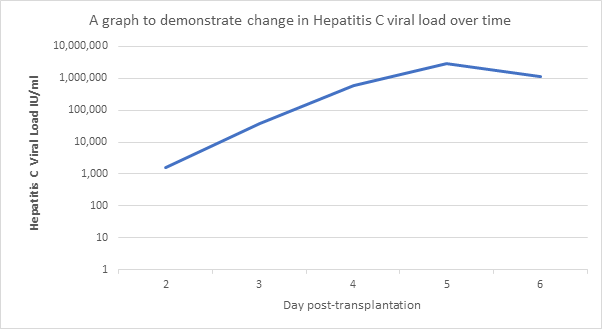 A graph to demonstrate change in Hepatitis C viral load over time
Hepatitis C Viral Load IU/ml
10,000,000
1,000,000
100,000
10,000
1,000
100
10
1
2 3 4 5 6
Day post-transplantation